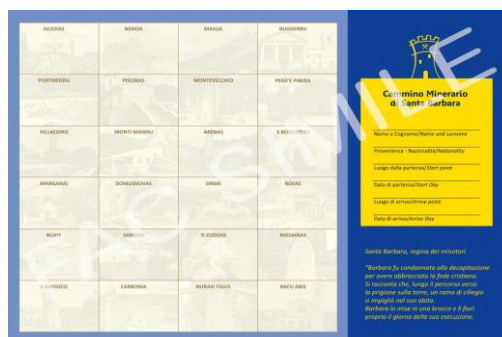 IGLESIAS
NEBIDA
MASUA
BUGGERRU
PORTIXEDDU
PISCINAS
MONTEVECCHIO
PERD'E PIBERA
VILLACIDRO
MONTI MANNU
ARENAS
S.BENEDETTO
MARGANAI
DOMUSNOVAS
ORBAI
ROSAS
NUXIS
SANTADI
IS ZUDDAS
MASAINAS
S.ANTIOCO
CARBONIA
NURAXI FIGUS
BACU ABIS
FAC SIMILE
Cammino Minerario
di Santa Barbara
Nome e Cognome/Name and surname
Provenienza - Nazionalità/Nationality
Luogo della partenza/Start point
Data di partenza/Start Day
Luogo di arrivo/Arrive point
Data di arrivo/Arrive Day
Santa Barbara, regina dei minatori
"Barbara fu condannata alla decapitazione
per avere abbracciato la fede cristiana.
Si racconta che, lungo il percorso verso
la prigione sulla torre, un ramo di ciliegio
si impigliò nel suo abito.
Barbara lo mise in una brocca e il fiorì
proprio il giorno della sua esecuzione.